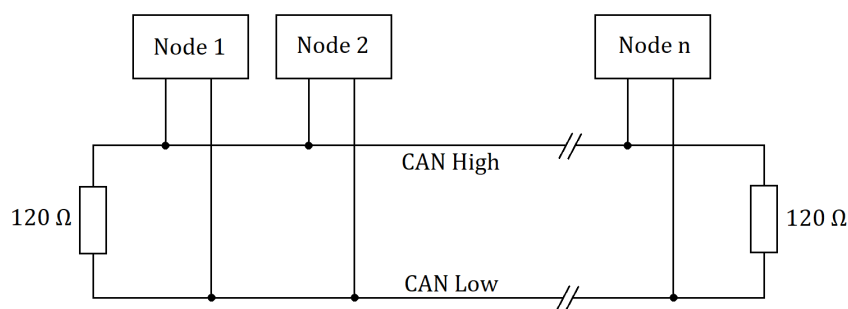 Node 1
Node 2
Node n
CAN High
120 Ω
120 Ω
CAN Low